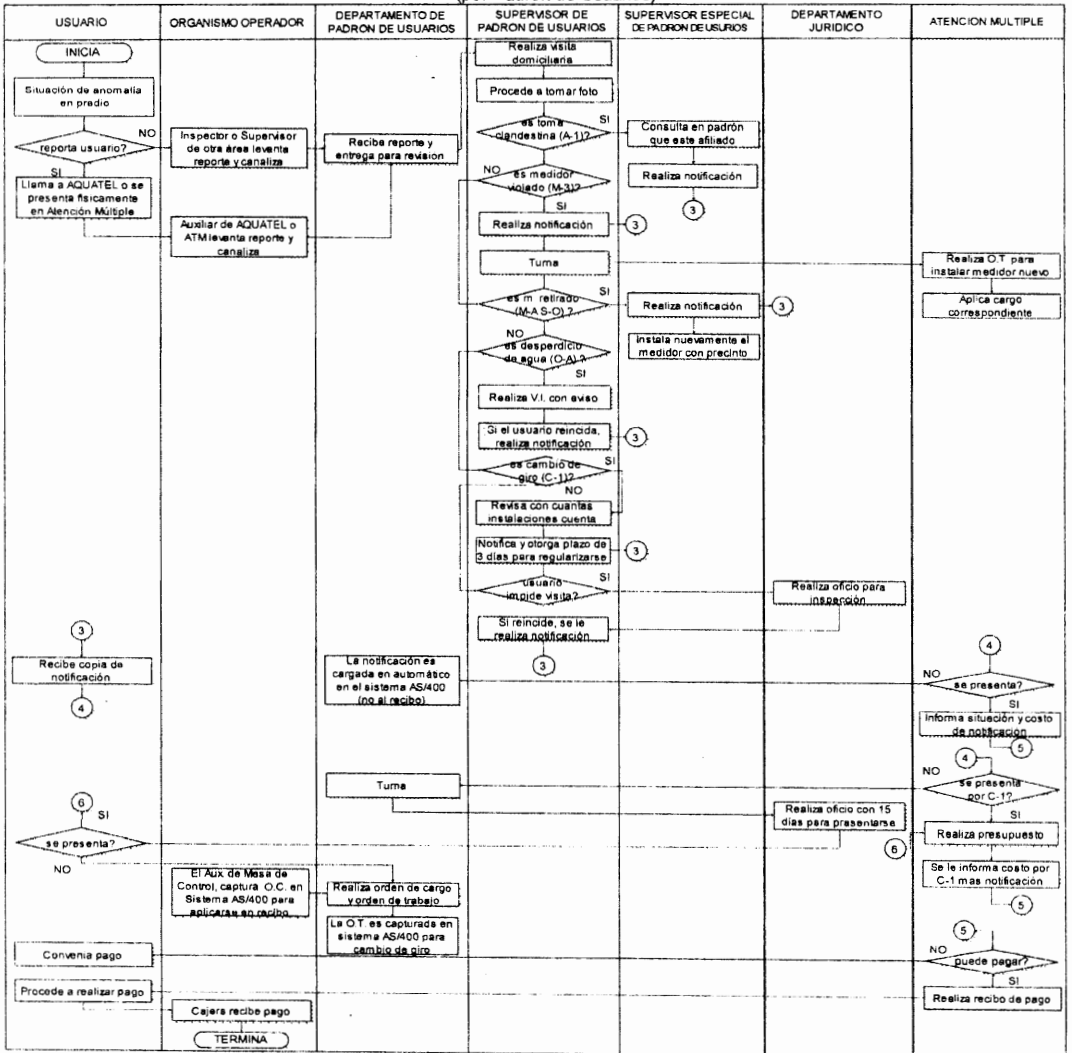 USUARIO
ORGANISMO OPERADOR
DEPARTAMENTO DE
PADRON DE USUARIOS
SUPERVISOR DE
PADRON DE USUARIOS
SUPERVISOR ESPECIAL
DE PADRON DE USURIOS
DEPARTAMENTO
JURIDICO
ATENCION MULTIPLE
INICIA
Situación de anomalía
en predio
reporta usuario?
NO
SI
Llama a AQUATEL o se
presenta físicamente
en Atención Múltiple
Inspector o Supervisor
de otra área levanta
reporte y canaliza
Auxiliar de AQUATEL o
ATM levanta reporte y
canaliza
Recibe reporte y
entrega para revision
Realiza visita
domiciliaria
Procede a tomar foto
es toma
clandestina (A-1)?
SI
Consulta en padrón
que este afiliado
Realiza notificación
3
NO
es medidor
violado (M-3)?
SI
Realiza notificación
3
Turna
Realiza O.T. para
instalar medidor nuevo
Aplica cargo
correspondiente
es m retirado
(M-A S-O) ?
SI
Realiza notificación
3
Instala nuevamente el
medidor con precinto
NO
es desperdicio
de agua (O-A) ?
SI
Realiza V.I. con aviso
Si el usuario reincida,
realiza notificación
3
es cambio de
giro (C-1)?
SI
NO
Revisa con cuantas
instalaciones cuenta
Notifica y otorga plazo de
3 días para regularizarse
3
usuario
impide visita?
SI
Realiza oficio para
inspección
Si reincide, se le
realiza notificación
3
3
Recibe copia de
notificación
4
La notificación es
cargada en automático
en el sistema AS/400
(no al recibo)
4
NO
se presenta?
SI
Informa situación y costo
de notificación
5
4
NO
se presenta
por C-1?
SI
Turna
Realiza oficio con 15
días para presentarse
6
Realiza presupuesto
Se le informa costo por
C-1 mas notificación
5
6
SI
se presenta?
NO
El Aux de Mesa de
Control, captura O.C. en
Sistema AS/400 para
aplicarse en recibo
Realiza orden de cargo
y orden de trabajo
La O.T. es capturada en
sistema AS/400 para
cambio de giro
5
NO
puede pagar?
SI
Convenia pago
Procede a realizar pago
Realiza recibo de pago
Cajera recibe pago
TERMINA